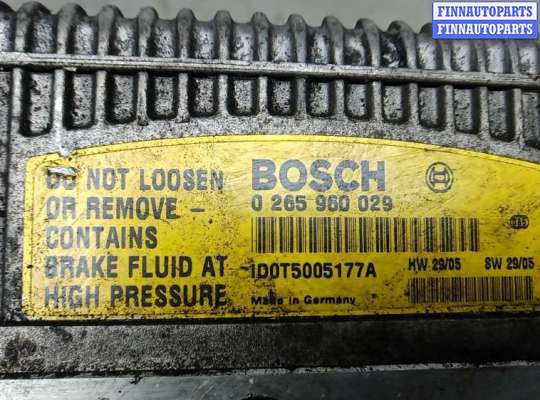 FINNAUTOPARTS
FINNAUTOPARTS
DO NOT LOOSEN
OR REMOVE -
CONTAINS
BRAKE FLUID AT
HIGH PRESSURE
BOSCH
0 265 960 029
1D0T5005177A
Made in Germany
HW 29/05 SW 29/05